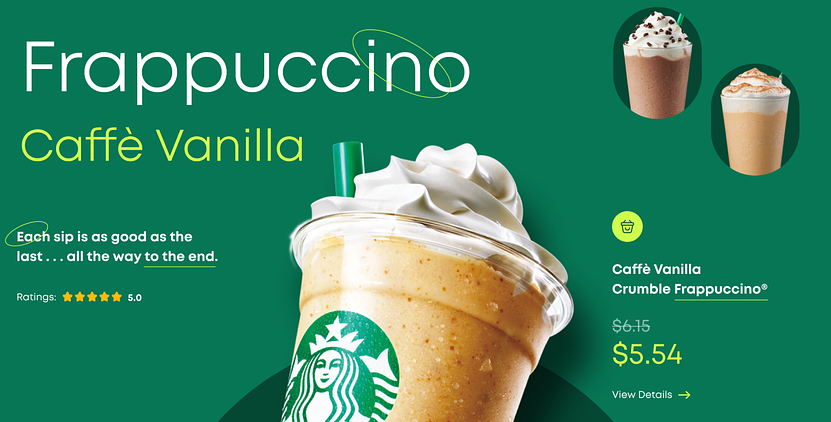 Frappuccino
Caffè Vanilla
Each sip is as good as the
last . . . all the way to the end.
Ratings: 5.0
Caffè Vanilla
Crumble Frappuccino®
$6.15
$5.54
View Details